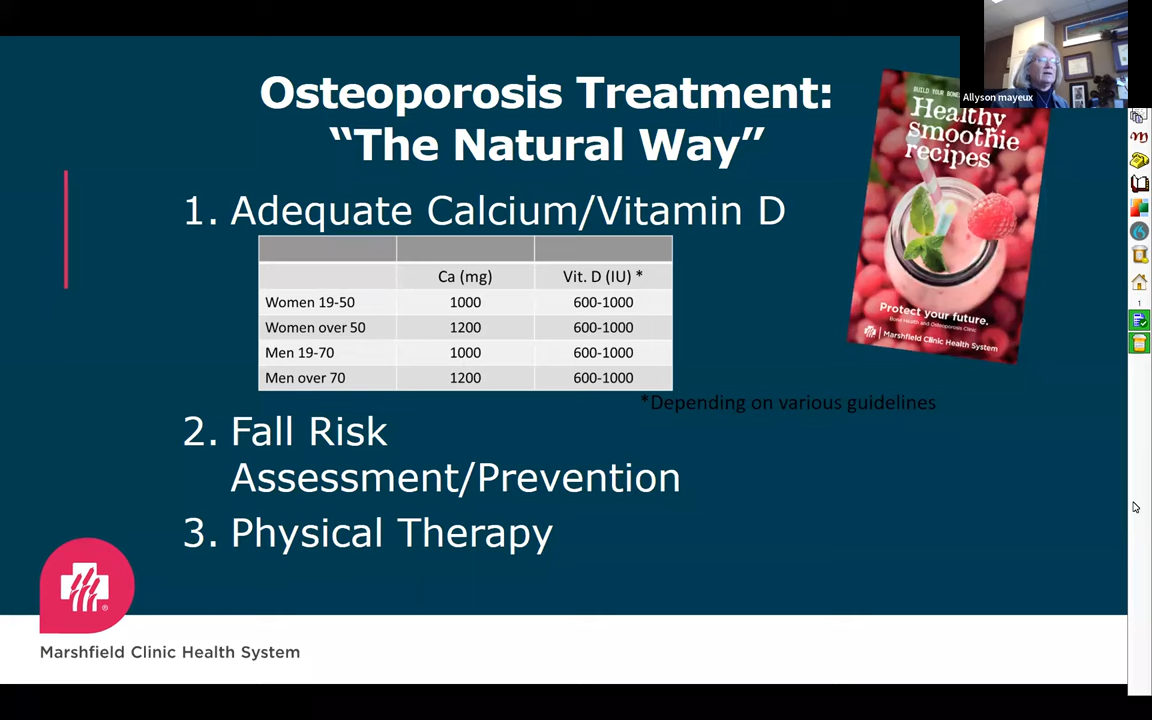 Osteoporosis Treatment:
“The Natural Way”
Allyson mayeux
BUILD YOUR
Healthy
smoothie
recipes
1. Adequate Calcium/Vitamin D
Ca (mg) Vit. D (IU) *
Women 19-50 1000 600-1000
Women over 50 1200 600-1000
Men 19-70 1000 600-1000
Men over 70 1200 600-1000
Protect your future.
Bone Health and Osteoporosis Clinic
Marshfield Clinic Health System
*Depending on various guidelines
2. Fall Risk
Assessment/Prevention
3. Physical Therapy
Marshfield Clinic Health System
1